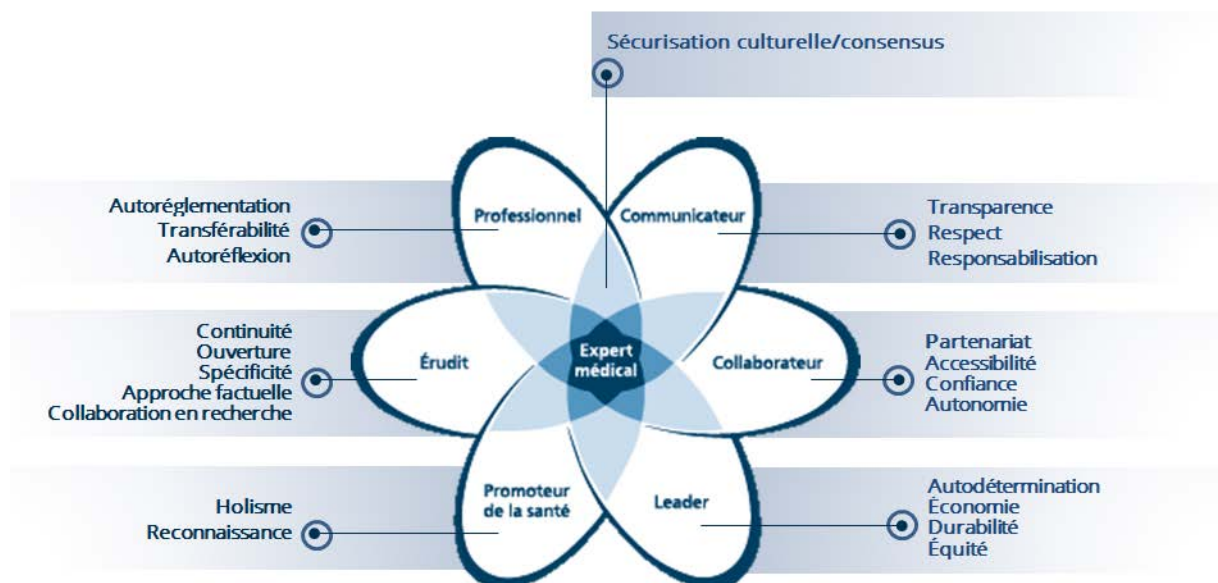 Sécurisation culturelle/consensus
Autoréglementation
Transférabilité
Autoréflexion
Professionnel
Communicateur
Transparence
Respect
Responsabilisation
Continuité
Ouverture
Spécificité
Approche factuelle
Collaboration en recherche
Érudit
Expert
médical
Collaborateur
Partenariat
Accessibilité
Confiance
Autonomie
Holisme
Reconnaissance
Promoteur
de la santé
Leader
Autodétermination
Économie
Durabilité
Équité